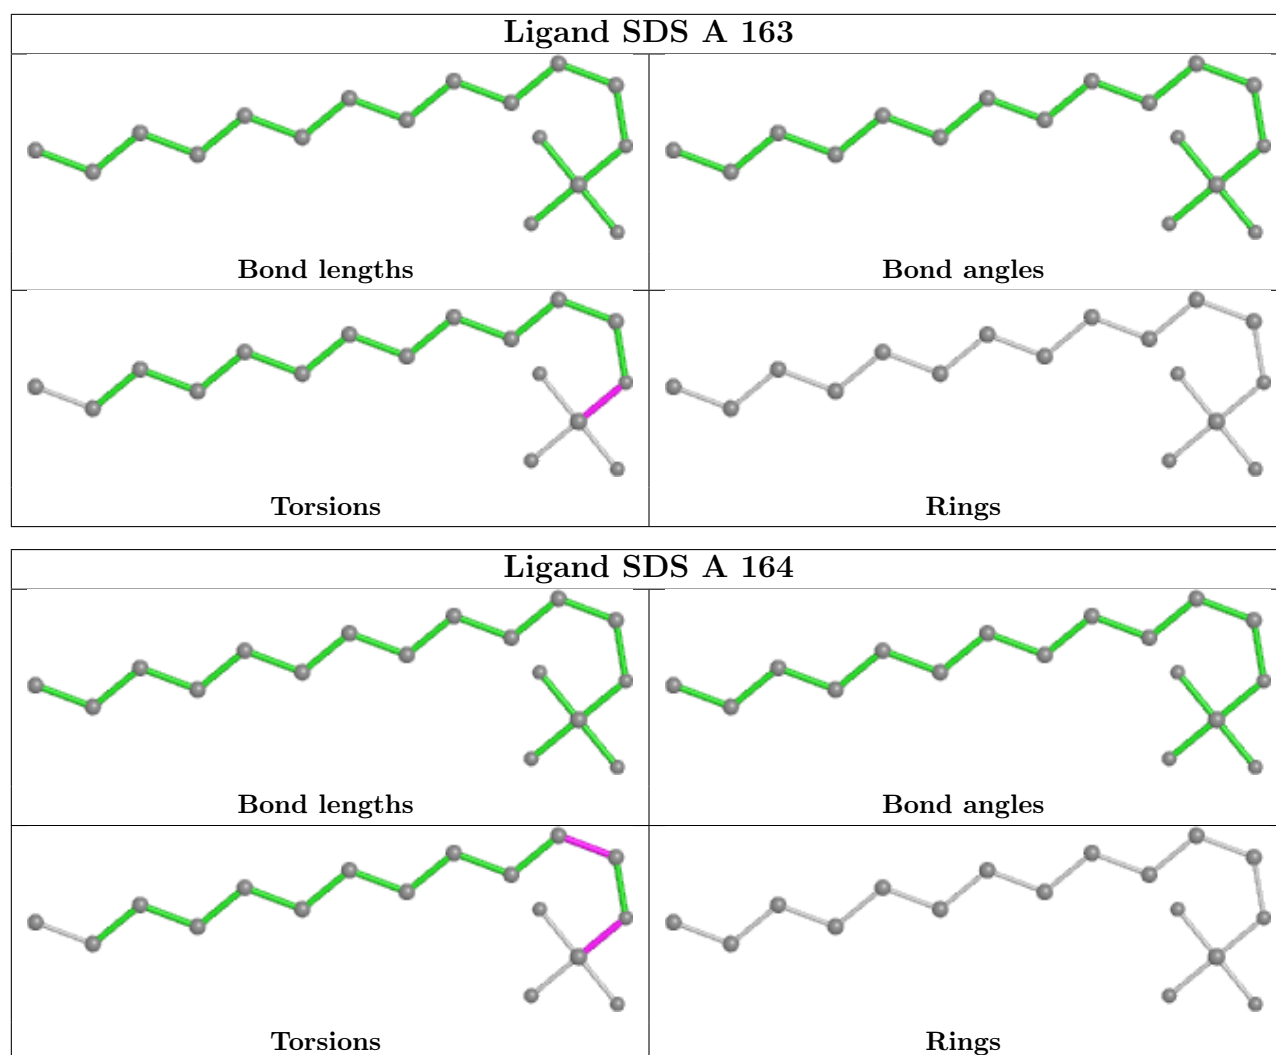 Ligand SDS A 163
Bond lengths
Bond angles
Torsions
Rings
Ligand SDS A 164
Bond lengths
Bond angles
Torsions
Rings